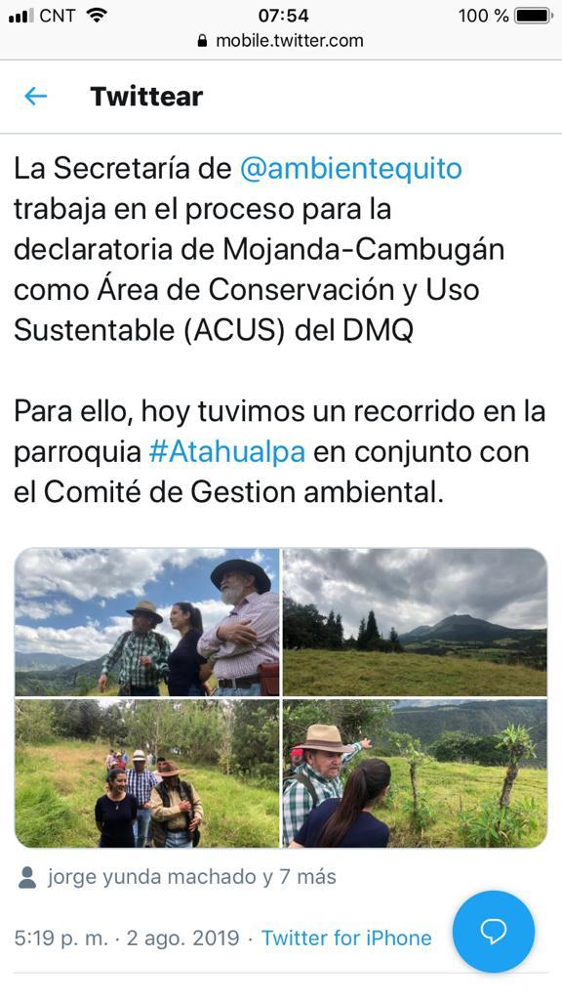 CNT 07:54 100 %
mobile.twitter.com
Twittear
La Secretaría de @ambientequito
trabaja en el proceso para la
declaratoria de Mojanda-Cambugán
como Área de Conservación y Uso
Sustentable (ACUS) del DMQ
Para ello, hoy tuvimos un recorrido en la
parroquia #Atahualpa en conjunto con
el Comité de Gestion ambiental.
jorge yunda machado y 7 más
5:19 p. m. · 2 ago. 2019 · Twitter for iPhone